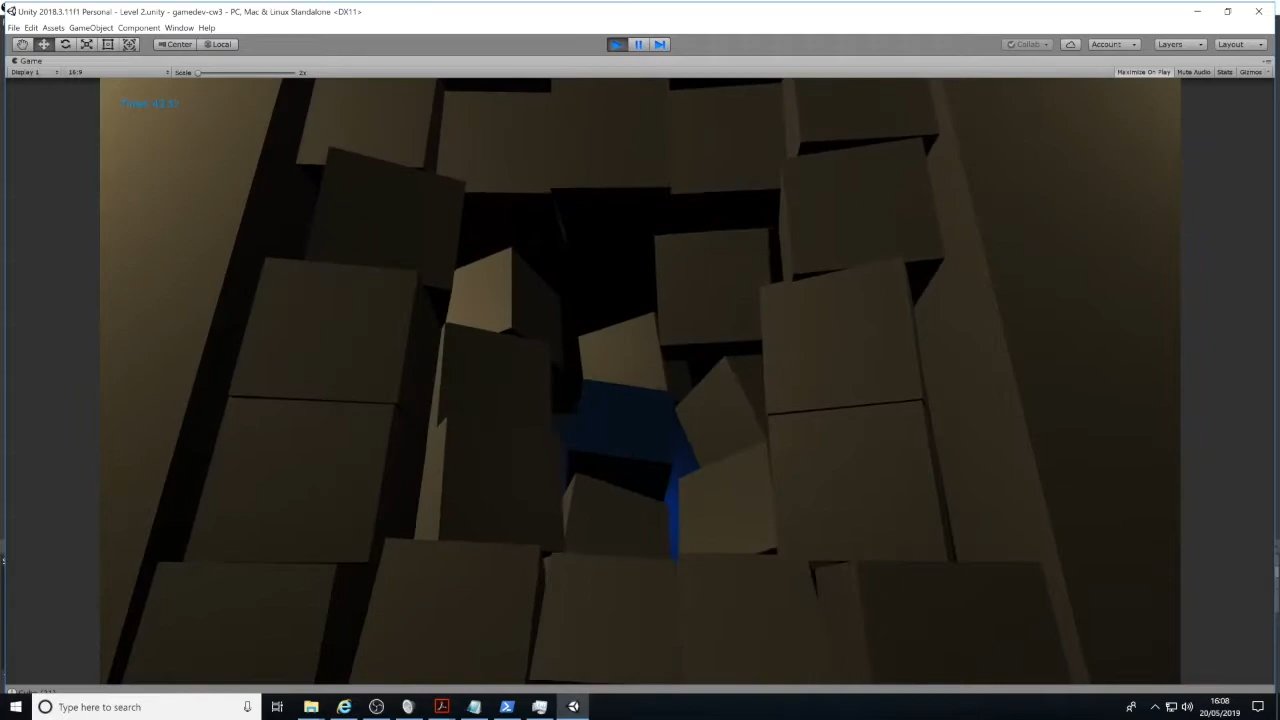 Unity 2018.3.11f1 Personal - Level 2.unity - gamedev-cw3 - PC, Mac & Linux Standalone <DX11>
File Edit Assets GameObject Component Window Help
Center Local Collab Account Layers Layout
Game
Display 1 16:9 Scale 2x Maximize On Play Mute Audio Stats Gizmos
Type here to search
16:08
20/05/2019